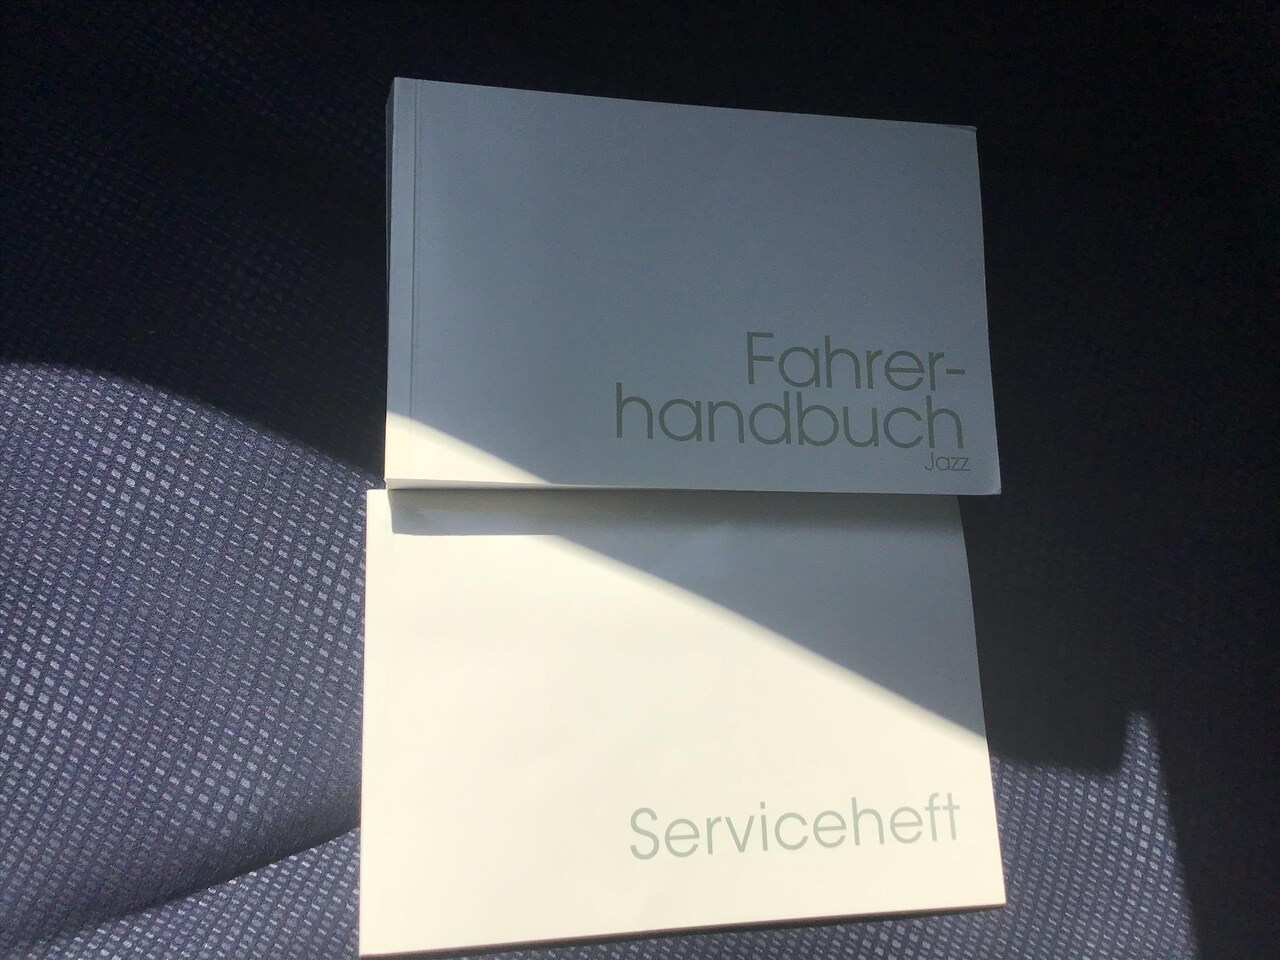 Fahrer-
handbuch
Jazz
Serviceheft